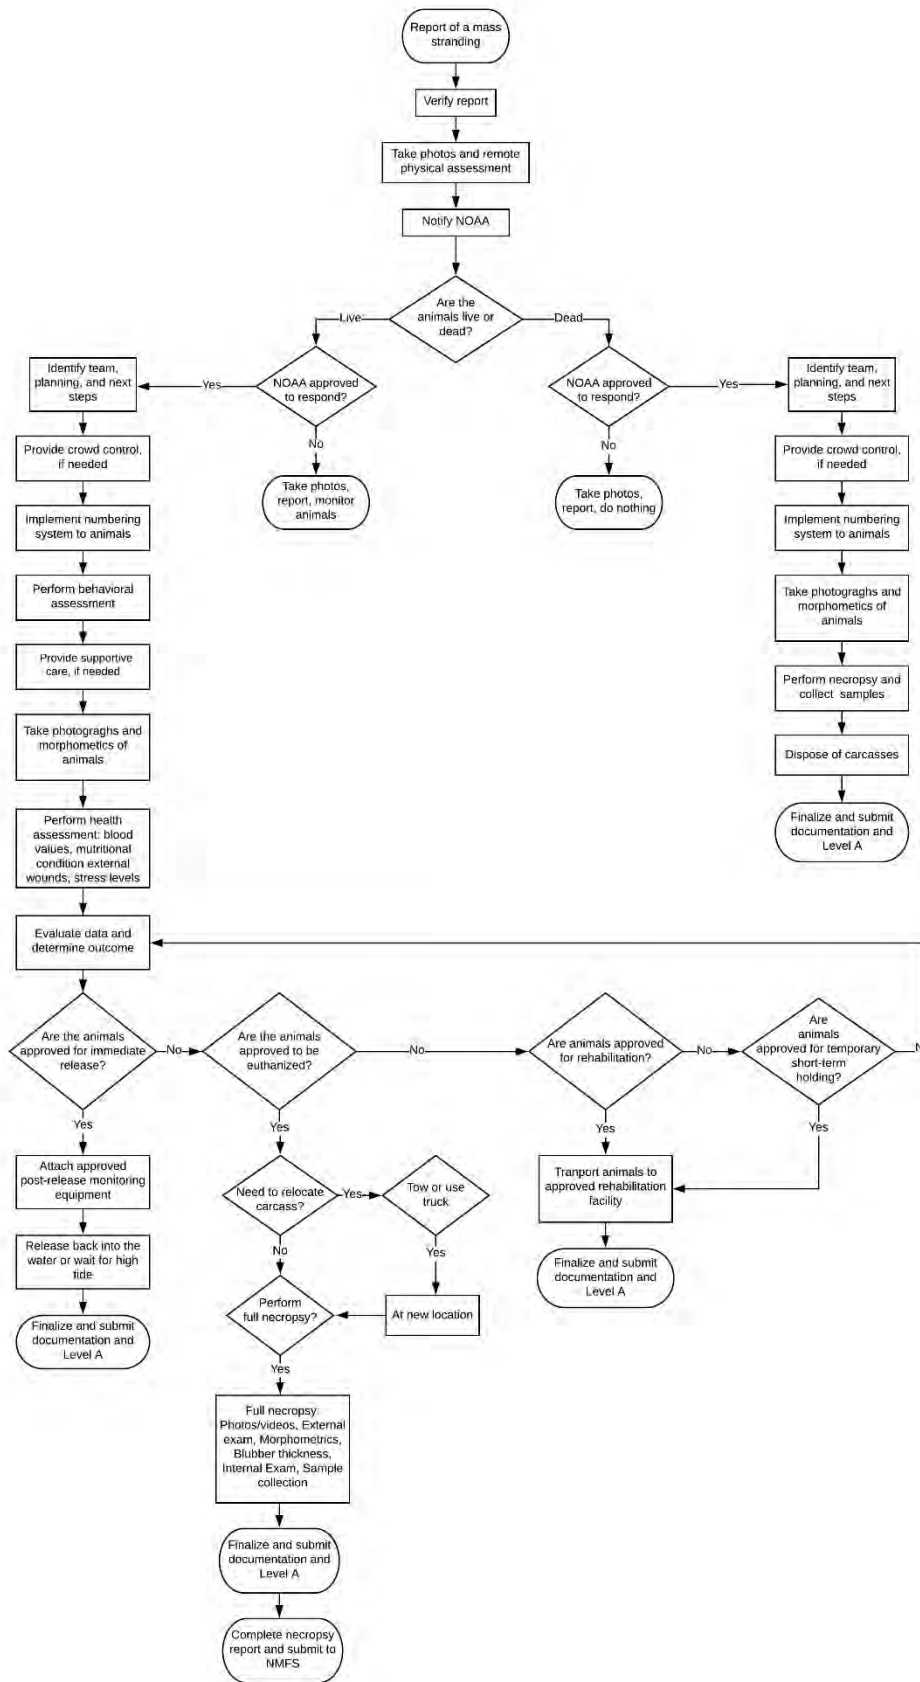 Report of a mass
stranding
Verify report
Take photos and remote
physical assessment
Notify NOAA
Are the
animals live or
dead?
Live
Dead
NOAA approved
to respond?
Yes
No
Take photos,
report, monitor
animals
NOAA approved
to respond?
Yes
No
Take photos,
report, do nothing
Identify team,
planning, and next
steps
Provide crowd control,
if needed
Implement numbering
system to animals
Perform behavioral
assessment
Provide supportive
care, if needed
Take photograghs and
morphometics of
animals
Perform health
assessment: blood
values, mutritional
condition external
wounds, stress levels
Evaluate data and
determine outcome
Identify team,
planning, and next
steps
Provide crowd control,
if needed
Implement numbering
system to animals
Take photograghs and
morphometics of
animals
Perform necropsy and
collect samples
Dispose of carcasses
Finalize and submit
documentation and
Level A
Are the animals
approved for immediate
release?
No
Are the animals
approved to be
euthanized?
No
Are animals approved
for rehabilitation?
No
Are
animals
approved for temporary
short-term
holding?
N
Yes
Attach approved
post-release monitoring
equipment
Release back into the
water or wait for high
tide
Finalize and submit
documentation and
Level A
Yes
Need to relocate
carcass?
Yes
Tow or use
truck
No
Yes
At new location
Perform
full necropsy?
Yes
Full necropsy:
Photos/videos, External
exam, Morphometrics,
Blubber thickness,
Internal Exam, Sample
collection
Finalize and submit
documentation and
Level A
Complete necropsy
report and submit to
NMFS
Yes
Yes
Tranport animals to
approved rehabilitation
facility
Finalize and submit
documentation and
Level A